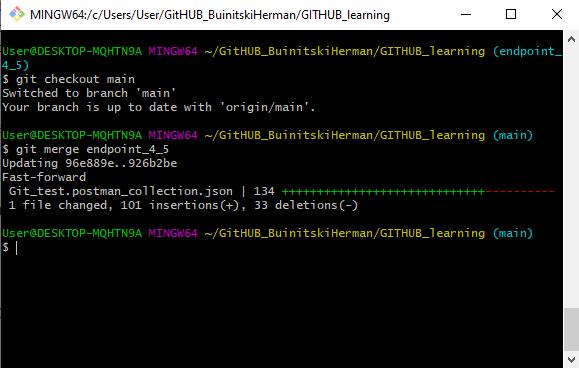 MINGW64:/c/Users/User/GitHUB_BuinitskiHerman/GITHUB_learning
User@DESKTOP-MQHTN9A MINGW64 ~/GitHUB_BuinitskiHerman/GITHUB_learning (endpoint_
4_5)
$ git checkout main
Switched to branch 'main'
Your branch is up to date with 'origin/main'.
User@DESKTOP-MQHTN9A MINGW64 ~/GitHUB_BuinitskiHerman/GITHUB_learning (main)
$ git merge endpoint_4_5
Updating 96e889e..926b2be
Fast-forward
 Git_test.postman_collection.json | 134 +++++++++++++++++++++++++++++----------
 1 file changed, 101 insertions(+), 33 deletions(-)
User@DESKTOP-MQHTN9A MINGW64 ~/GitHUB_BuinitskiHerman/GITHUB_learning (main)
$